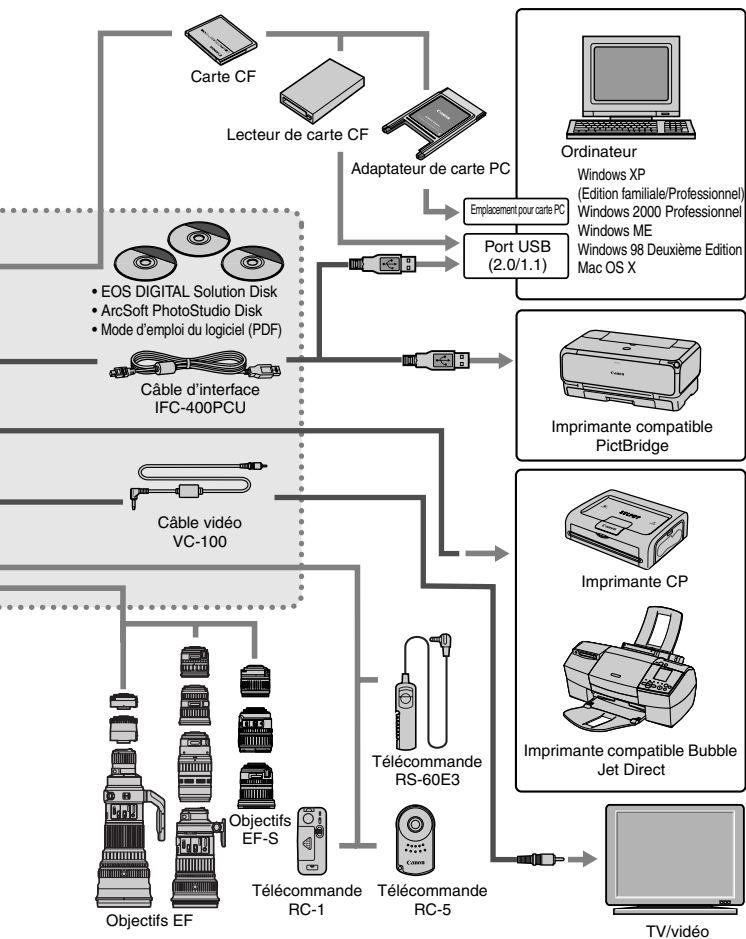 Carte CF
Lecteur de carte CF
Canon
Adaptateur de carte PC
Ordinateur
Windows XP
(Edition familiale/Professionnel)
Windows 2000 Professionnel
Windows ME
Windows 98 Deuxième Edition
Mac OS X
Emplacement pour carte PC
Port USB
(2.0/1.1)
• EOS DIGITAL Solution Disk
• ArcSoft PhotoStudio Disk
• Mode d'emploi du logiciel (PDF)
Câble d'interface
IFC-400PCU
Canon
Imprimante compatible
PictBridge
Câble vidéo
VC-100
Canon
Imprimante CP
Imprimante compatible Bubble
Jet Direct
Télécommande
RS-60E3
Objectifs
EF-S
Canon
Télécommande
RC-1
Télécommande
RC-5
Objectifs EF
TV/vidéo